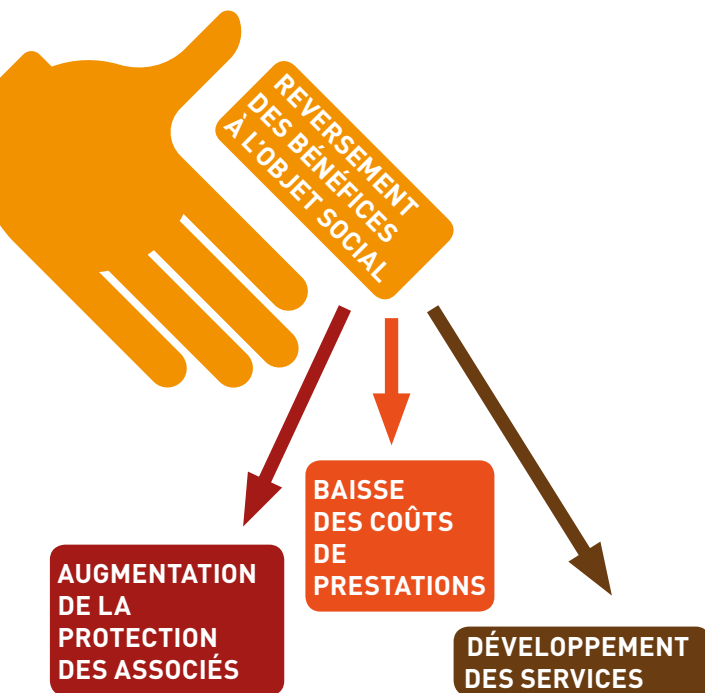 REVERSEMENT
DES BÉNÉFICES
À L'OBJET SOCIAL
BAISSE
DES COÛTS
DE
PRESTATIONS
AUGMENTATION
DE LA
PROTECTION
DES ASSOCIÉS
DÉVELOPPEMENT
DES SERVICES